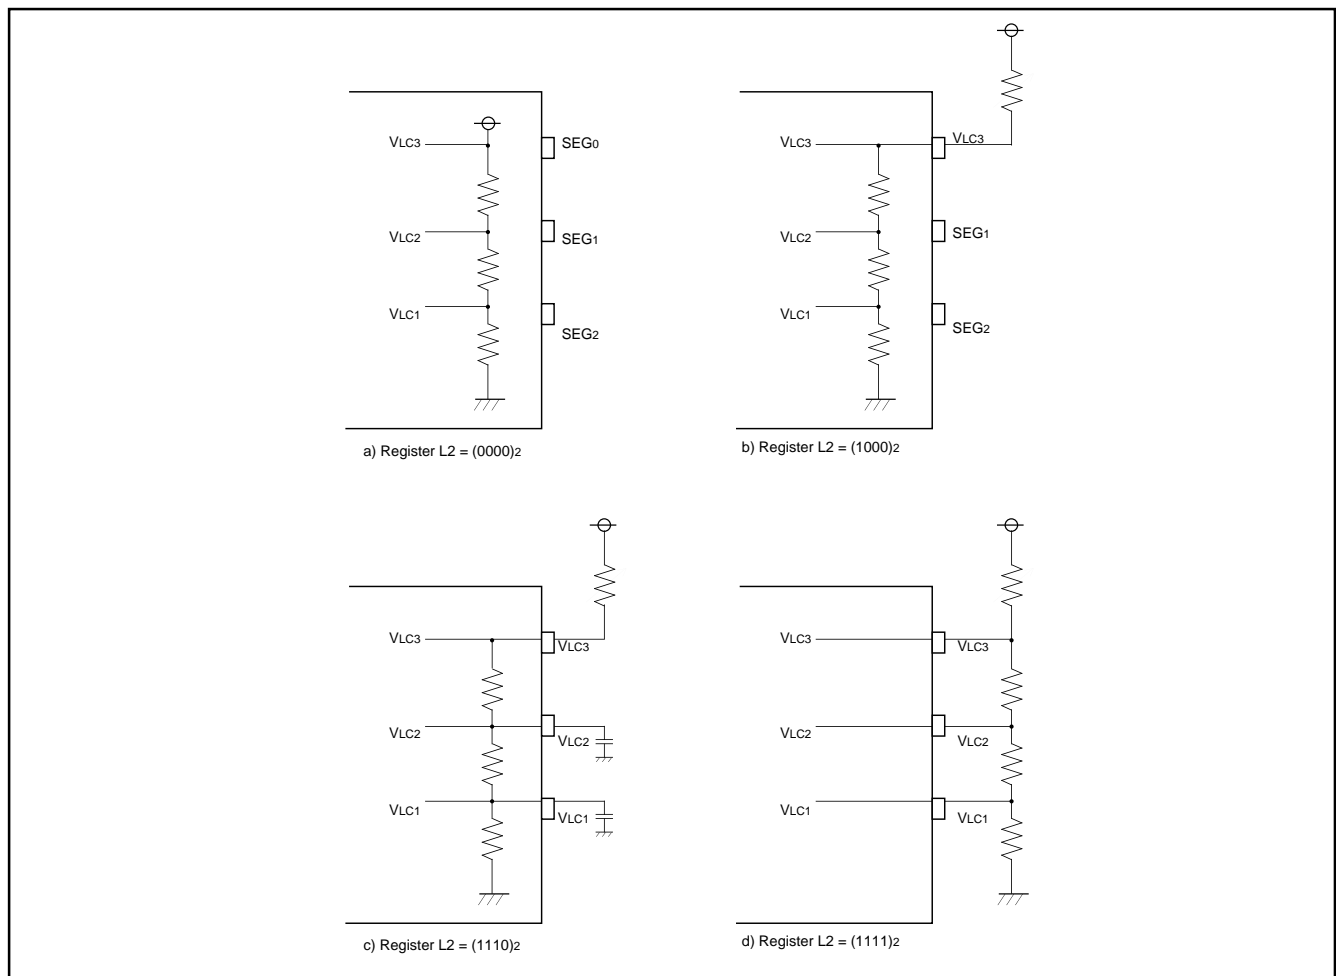 VLC3
SEG0
VLC2
SEG1
VLC1
SEG2
a) Register L2 = (0000)2
VLC3
VLC3
VLC2
SEG1
VLC1
SEG2
b) Register L2 = (1000)2
VLC3
VLC3
VLC2
VLC2
VLC1
VLC1
c) Register L2 = (1110)2
VLC3
VLC3
VLC2
VLC2
VLC1
VLC1
d) Register L2 = (1111)2